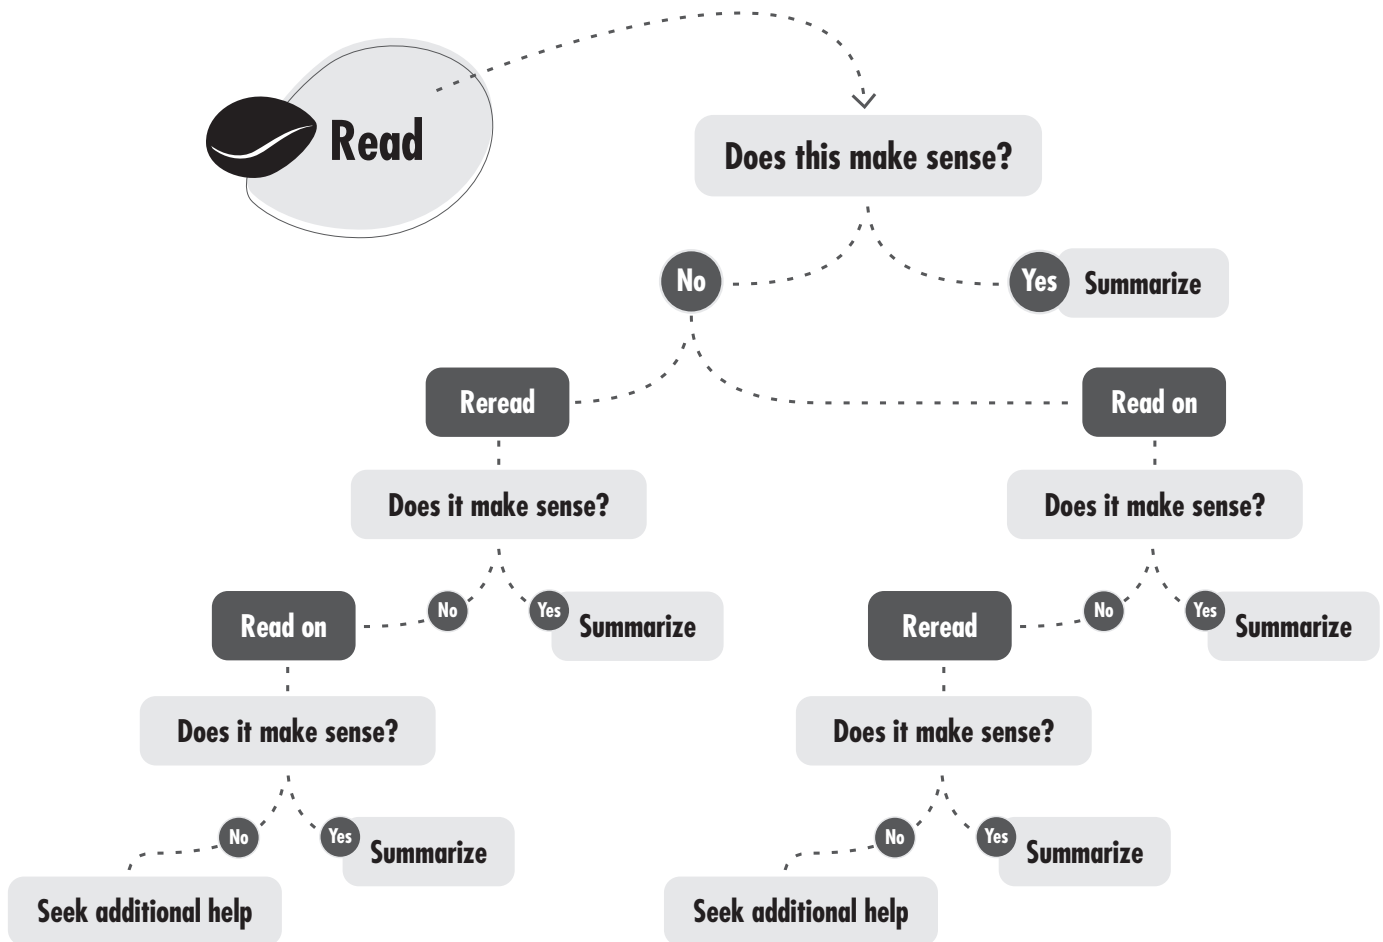 Read
Does this make sense?
No
Yes
Summarize
Reread
Read on
Does it make sense?
Does it make sense?
Read on
No
Yes
Summarize
Reread
No
Yes
Summarize
Does it make sense?
Does it make sense?
No
Yes
Summarize
No
Yes
Summarize
Seek additional help
Seek additional help